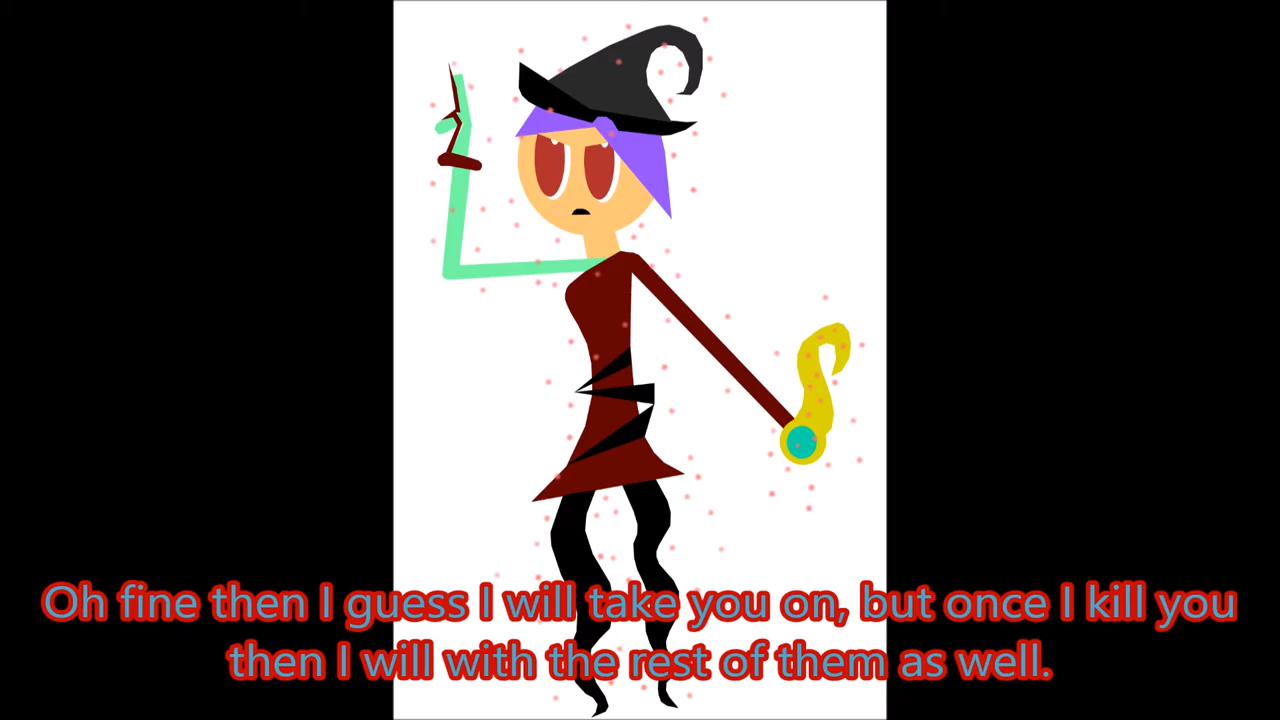 Oh fine then I guess I will take you on, but once I kill you
then I will with the rest of them as well.